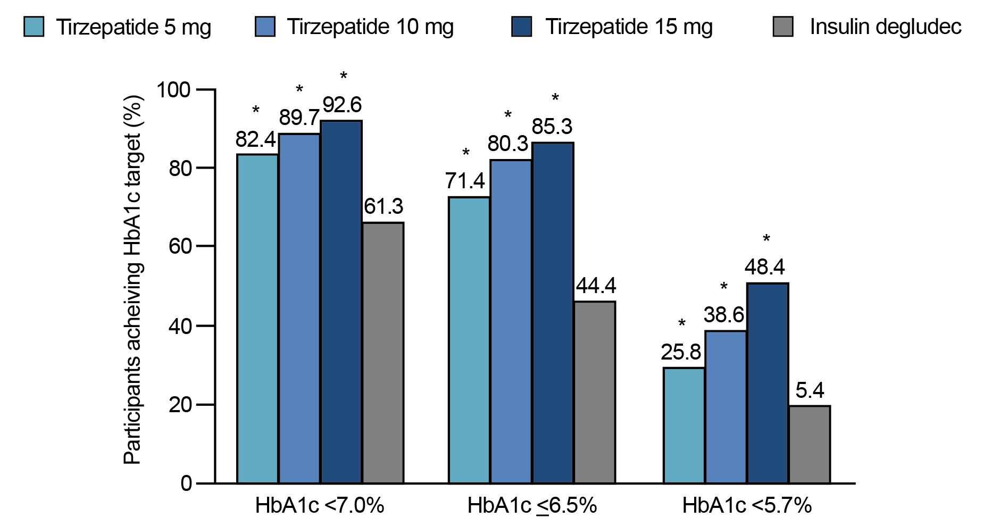 Tirzepatide 5 mg Tirzepatide 10 mg Tirzepatide 15 mg Insulin degludec
Participants acheiving HbA1c target (%)
100
80
60
40
20
0
* * *
82.4 89.7 92.6 61.3
* * *
71.4 80.3 85.3 44.4
* * *
25.8 38.6 48.4 5.4
HbA1c <7.0% HbA1c ≤6.5% HbA1c <5.7%